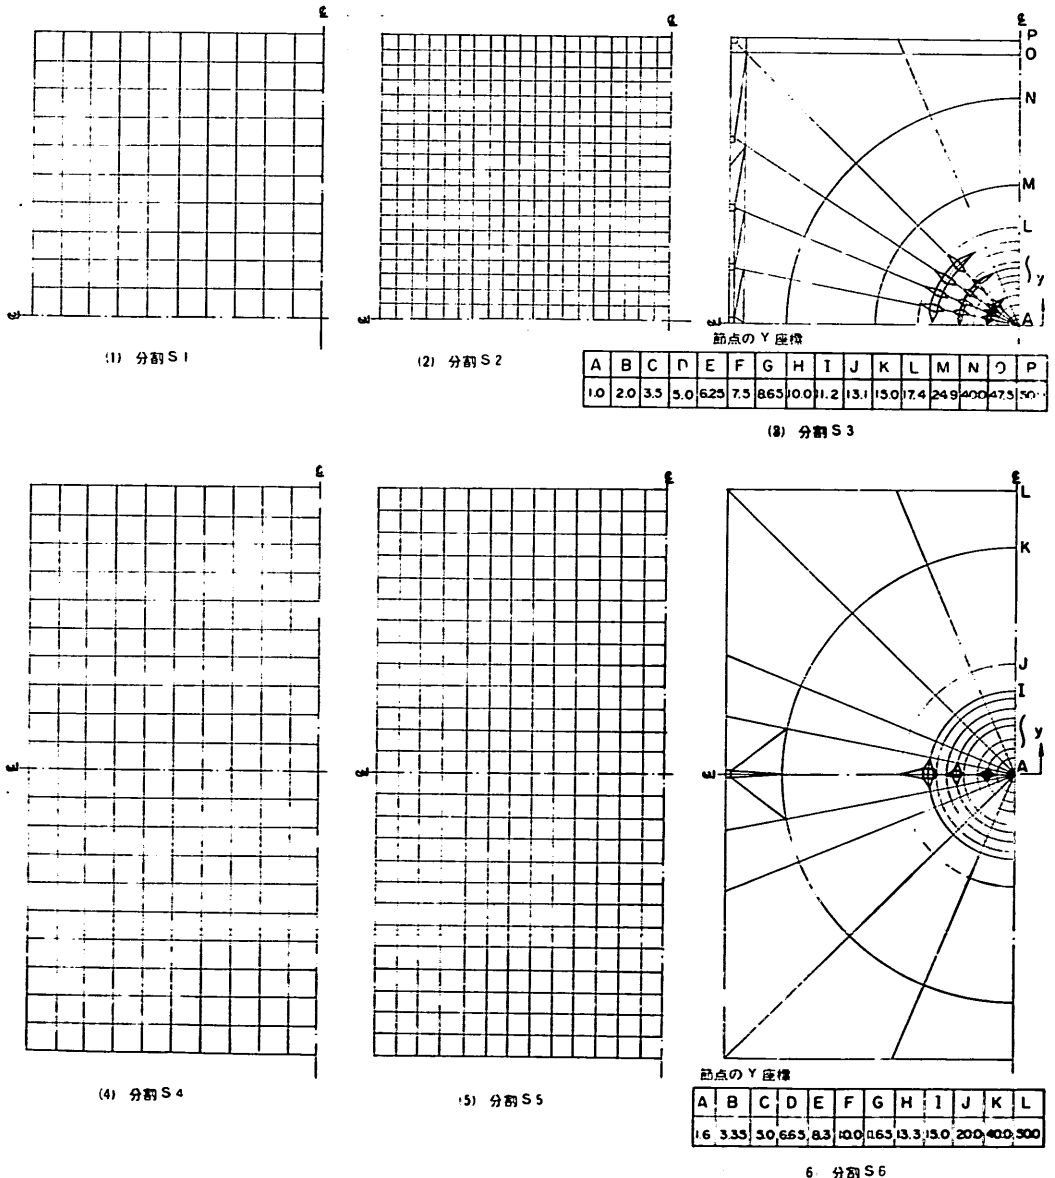 ℄
℄
(1) 分割 S 1
℄
℄
(2) 分割 S 2
℄
P
O
N
M
L
y
A
℄
節点の Y 座標
A B C D E F G H I J K L M N O P
1.0 2.0 3.5 5.0 6.25 7.5 8.65 10.0 11.2 13.1 15.0 17.4 24.9 40.0 47.5
(3) 分割 S 3
℄
℄
(4) 分割 S 4
℄
℄
(5) 分割 S 5
℄
L
K
J
I
y
A
℄
節点の Y 座標
A B C D E F G H I J K L
1.6 3.35 5.0 6.65 8.3 10.0 11.65 13.3 15.0 20.0 40.0 50.0
6 分割 S 6